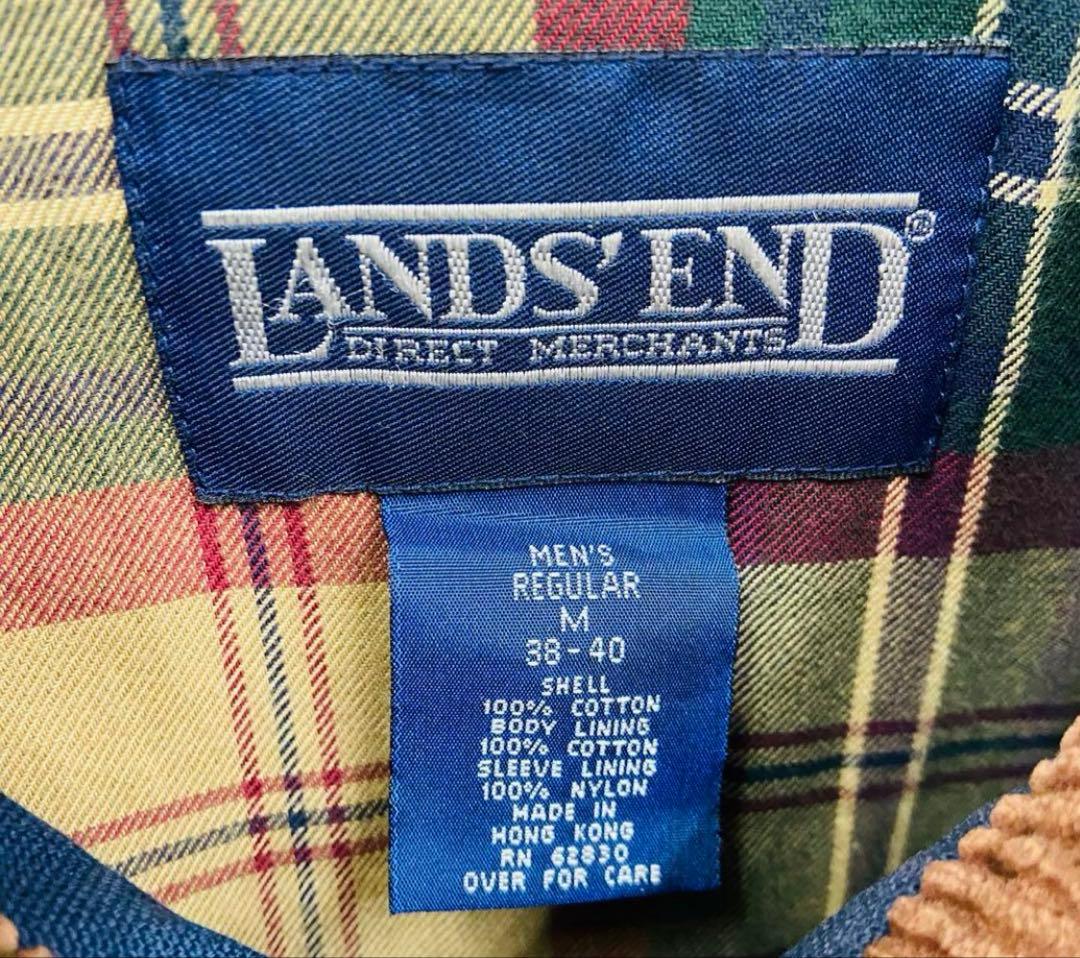 LANDS' END®
DIRECT MERCHANTS
MEN'S
REGULAR
M
38-40
SHELL
100% COTTON
BODY LINING
100% COTTON
SLEEVE LINING
100% NYLON
MADE IN
HONG KONG
RN 62830
OVER FOR CARE